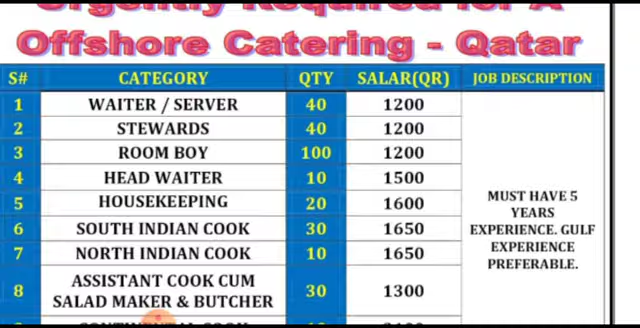 Urgently Required for A
Offshore Catering - Qatar
S# CATEGORY QTY SALAR(QR) JOB DESCRIPTION
1 WAITER / SERVER 40 1200
2 STEWARDS 40 1200
3 ROOM BOY 100 1200
4 HEAD WAITER 10 1500
5 HOUSEKEEPING 20 1600
6 SOUTH INDIAN COOK 30 1650
7 NORTH INDIAN COOK 10 1650
8 ASSISTANT COOK CUM
SALAD MAKER & BUTCHER 30 1300
MUST HAVE 5
YEARS
EXPERIENCE. GULF
EXPERIENCE
PREFERABLE.
CONTINENTAL COOK